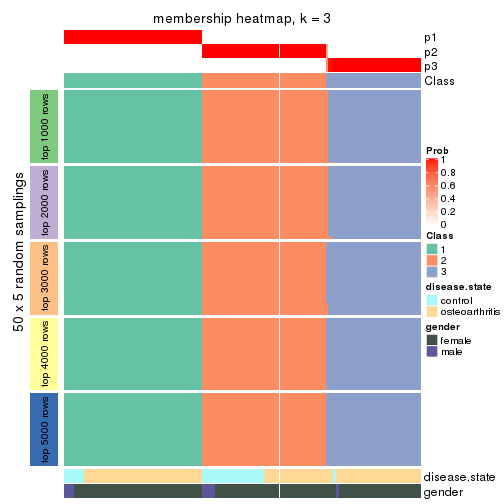 membership heatmap, k = 3
p1
p2
p3
Class
50 x 5 random samplings
top 1000 rows
top 2000 rows
top 3000 rows
top 4000 rows
top 5000 rows
disease.state
gender
Prob
1
0.8
0.6
0.4
0.2
0
Class
1
2
3
disease.state
control
osteoarthritis
gender
female
male